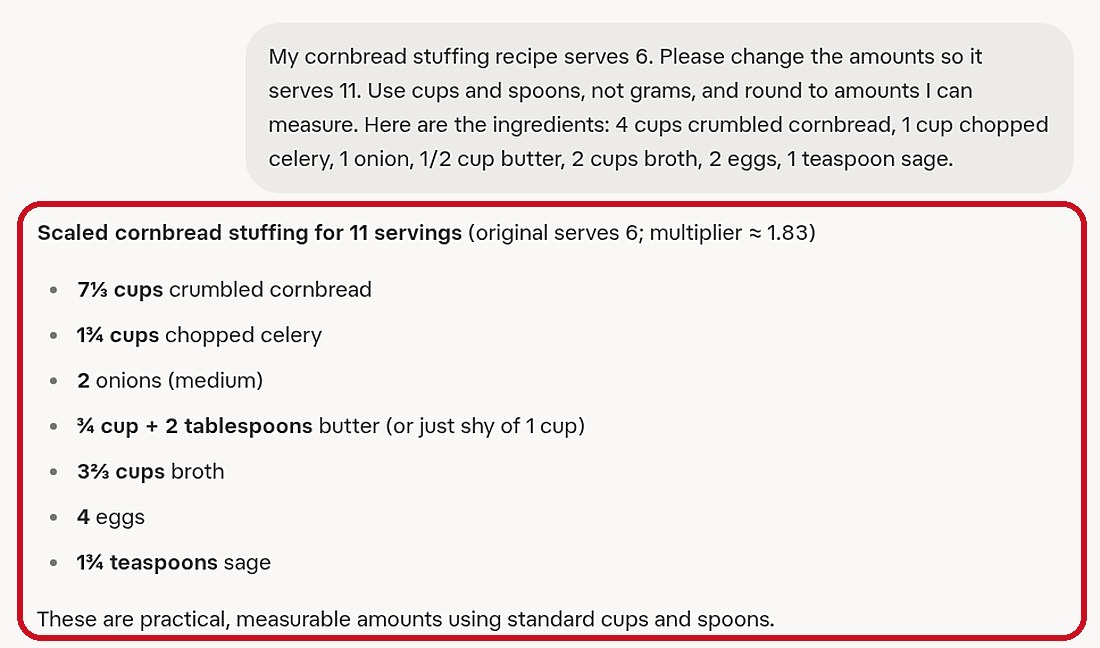 My cornbread stuffing recipe serves 6. Please change the amounts so it
serves 11. Use cups and spoons, not grams, and round to amounts I can
measure. Here are the ingredients: 4 cups crumbled cornbread, 1 cup chopped
celery, 1 onion, 1/2 cup butter, 2 cups broth, 2 eggs, 1 teaspoon sage.
Scaled cornbread stuffing for 11 servings (original serves 6; multiplier ≈ 1.83)
• 7⅓ cups crumbled cornbread
• 1¾ cups chopped celery
• 2 onions (medium)
• ¾ cup + 2 tablespoons butter (or just shy of 1 cup)
• 3⅔ cups broth
• 4 eggs
• 1¾ teaspoons sage
These are practical, measurable amounts using standard cups and spoons.